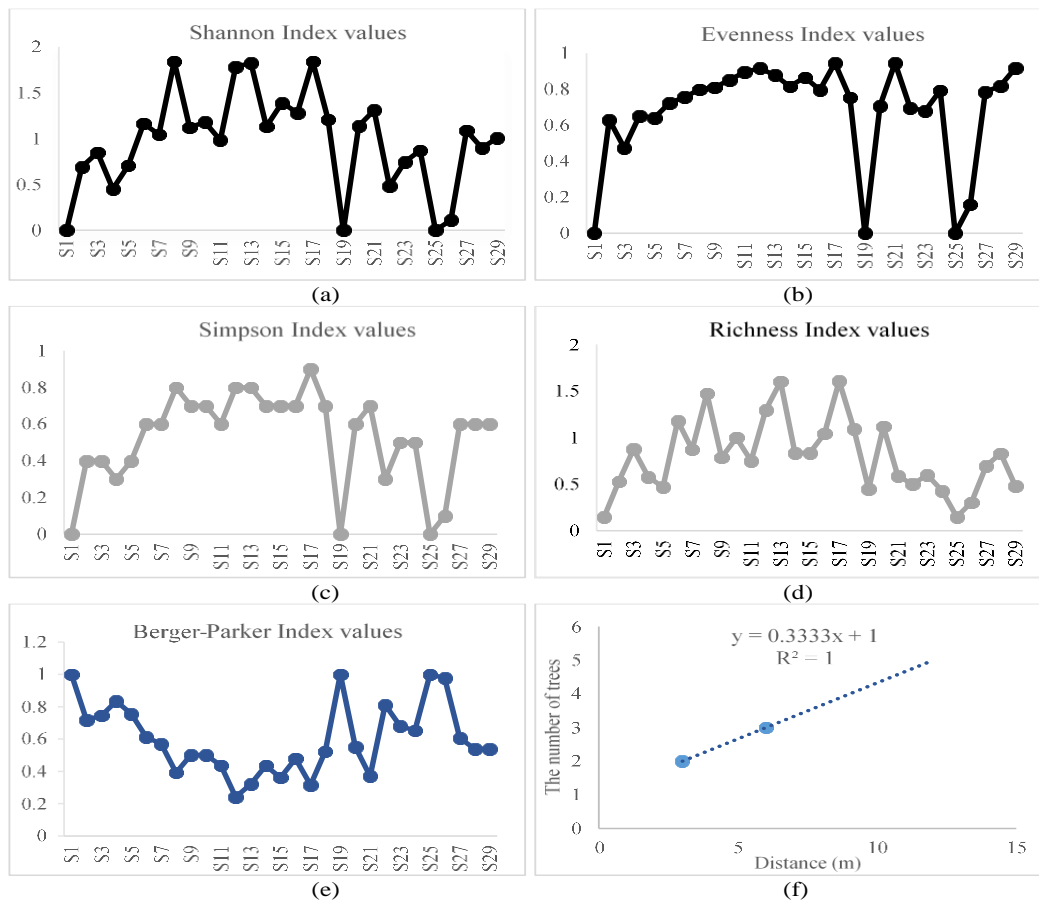 Shannon Index values
2
1.5
1
0.5
0
S1 S3 S5 S7 S9 S11 S13 S15 S17 S19 S21 S23 S25 S27 S29
(a)
Evenness Index values
1
0.8
0.6
0.4
0.2
0
S1 S3 S5 S7 S9 S11 S13 S15 S17 S19 S21 S23 S25 S27 S29
(b)
Simpson Index values
1
0.8
0.6
0.4
0.2
0
S1 S3 S5 S7 S9 S11 S13 S15 S17 S19 S21 S23 S25 S27 S29
(c)
Richness Index values
2
1.5
1
0.5
0
S1 S3 S5 S7 S9 S11 S13 S15 S17 S19 S21 S23 S25 S27 S29
(d)
Berger-Parker Index values
1.2
1
0.8
0.6
0.4
0.2
0
S1 S3 S5 S7 S9 S11 S13 S15 S17 S19 S21 S23 S25 S27 S29
(e)
y = 0.3333x + 1
R² = 1
The number of trees
6
5
4
3
2
1
0
0 5 10 15
Distance (m)
(f)